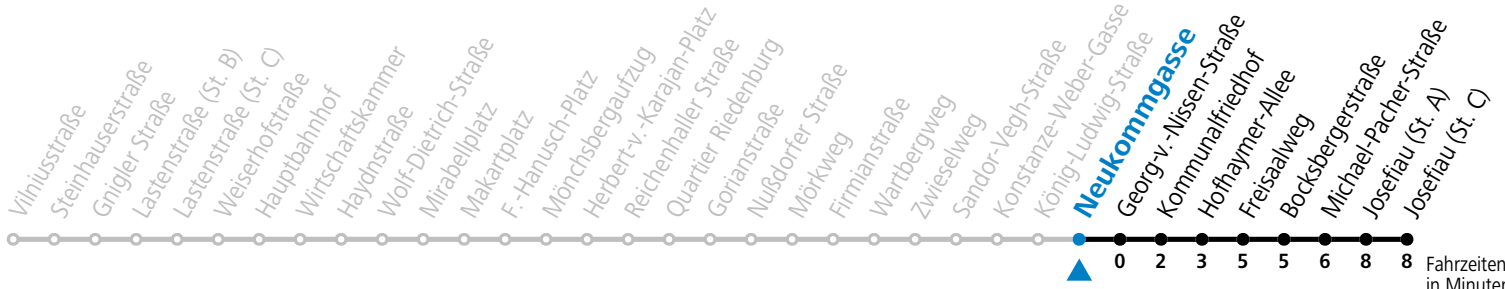 Vilniusstraße
Steinhauserstraße
Gnigler Straße
Lastenstraße (St. B)
Lastenstraße (St. C)
Weiserhofstraße
Hauptbahnhof
Wirtschaftskammer
Haydnstraße
Wolf-Dietrich-Straße
Mirabellplatz
Makartplatz
F.-Hanusch-Platz
Mönchsbergaufzug
Herbert-v. Karajan-Platz
Reichenhaller Straße
Quartier Riedenburg
Gorianstraße
Nußdorfer Straße
Mörkweg
Firmianstraße
Wartbergweg
Zwieselweg
Sandor-Vegh-Straße
Konstanze-Weber-Gasse
König-Ludwig-Straße
Neukommgasse
Georg-v.-Nissen-Straße
Kommunalfriedhof
Hofhaymer-Allee
Freisaalweg
Bocksbergerstraße
Michael-Pacher-Straße
Josefiau (St. A)
Josefiau (St. C)
0 2 3 5 5 6 8 8
Fahrzeiten
in Minuten